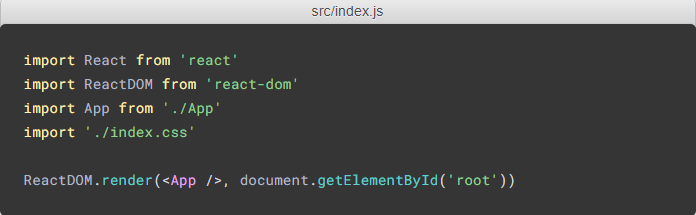 src/index.js
import React from 'react'
import ReactDOM from 'react-dom'
import App from './App'
import './index.css'
ReactDOM.render(<App />, document.getElementById('root'))